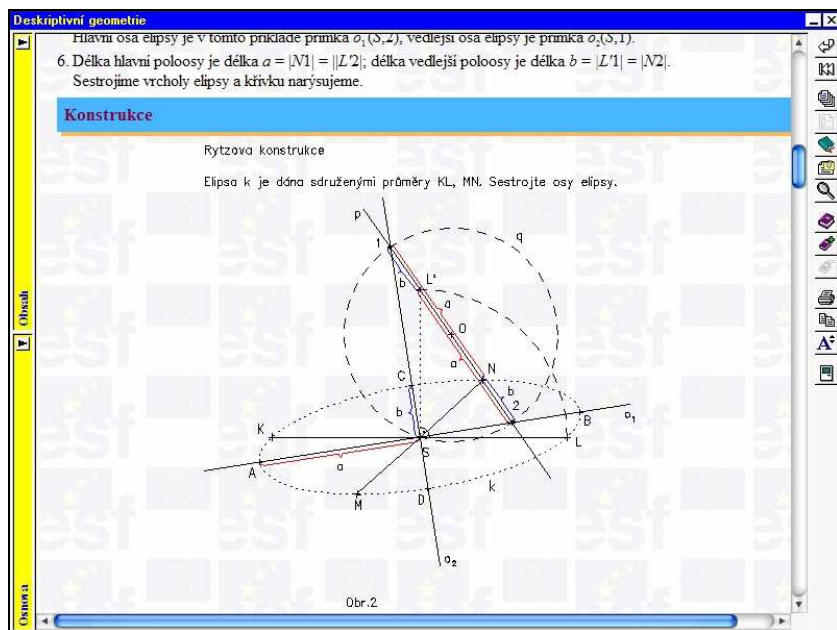 Deskriptivní geometrie
Hlavní osa elipsy je v tomto příkladě přímka o₁(S,2), vedlejší osa elipsy je přímka o₂(S,1).
6. Délka hlavní poloosy je délka a = |N1| = ||L'2|; délka vedlejší poloosy je délka b = |L'1| = |N2|.
Sestrojíme vrcholy elipsy a křivku narýsujeme.
Konstrukce
Rytzova konstrukce
Elipsa k je dána sdruženými průměry KL, MN. Sestrojte osy elipsy.
p
q
1
L'
b
a
O
a
N
C
b
2
b
B
o₁
K
S
L
A
a
M
D
k
o₂
Obr.2
Obsah
Osnova
esf
A